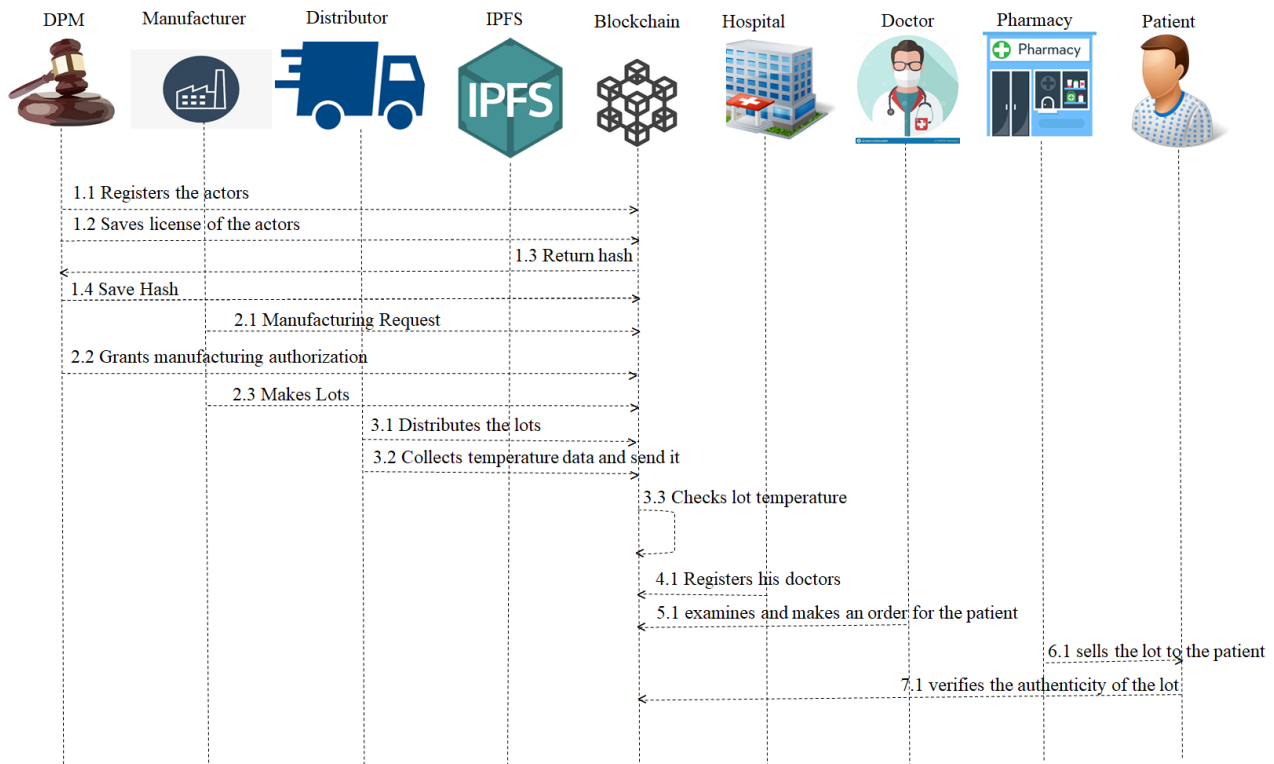 DPM
Manufacturer
Distributor
IPFS
Blockchain
Hospital
Doctor
Pharmacy
Patient
IPFS
Pharmacy
1.1 Registers the actors
1.2 Saves license of the actors
1.3 Return hash
1.4 Save Hash
2.1 Manufacturing Request
2.2 Grants manufacturing authorization
2.3 Makes Lots
3.1 Distributes the lots
3.2 Collects temperature data and send it
3.3 Checks lot temperature
4.1 Registers his doctors
5.1 examines and makes an order for the patient
6.1 sells the lot to the patient
7.1 verifies the authenticity of the lot